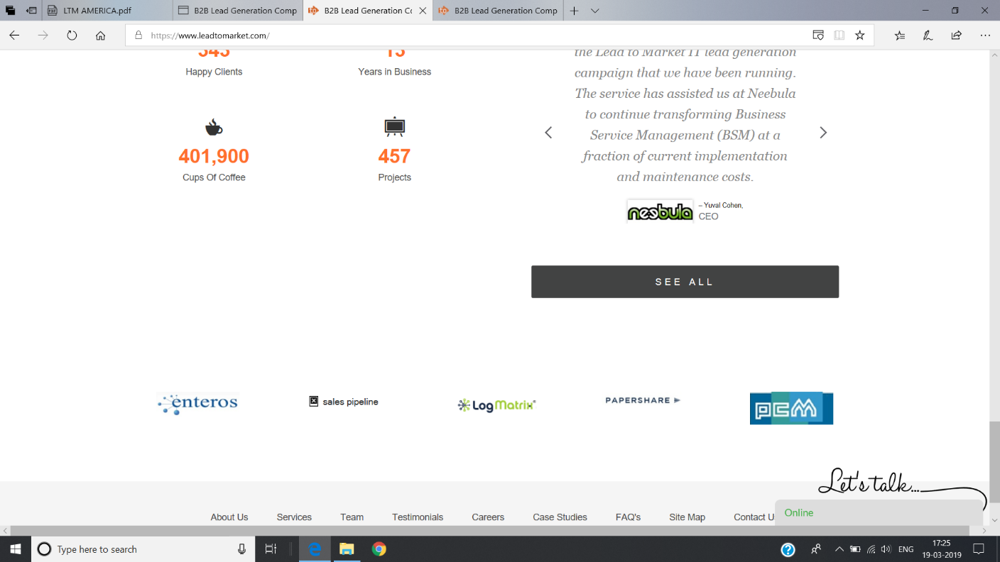 LTM AMERICA.pdf
B2B Lead Generation Comp
B2B Lead Generation Co
B2B Lead Generation Comp
https://www.leadtomarket.com/
343
Happy Clients
13
Years in Business
401,900
Cups Of Coffee
457
Projects
the Lead to Market IT lead generation
campaign that we have been running.
The service has assisted us at Neebula
to continue transforming Business
Service Management (BSM) at a
fraction of current implementation
and maintenance costs.
neebula
– Yuval Cohen,
CEO
SEE ALL
enteros
sales pipeline
LogMatrix®
PAPERSHARE
PCM
Let's talk...
About Us Services Team Testimonials Careers Case Studies FAQ's Site Map Contact U
Online
Type here to search
ENG
17:25
19-03-2019